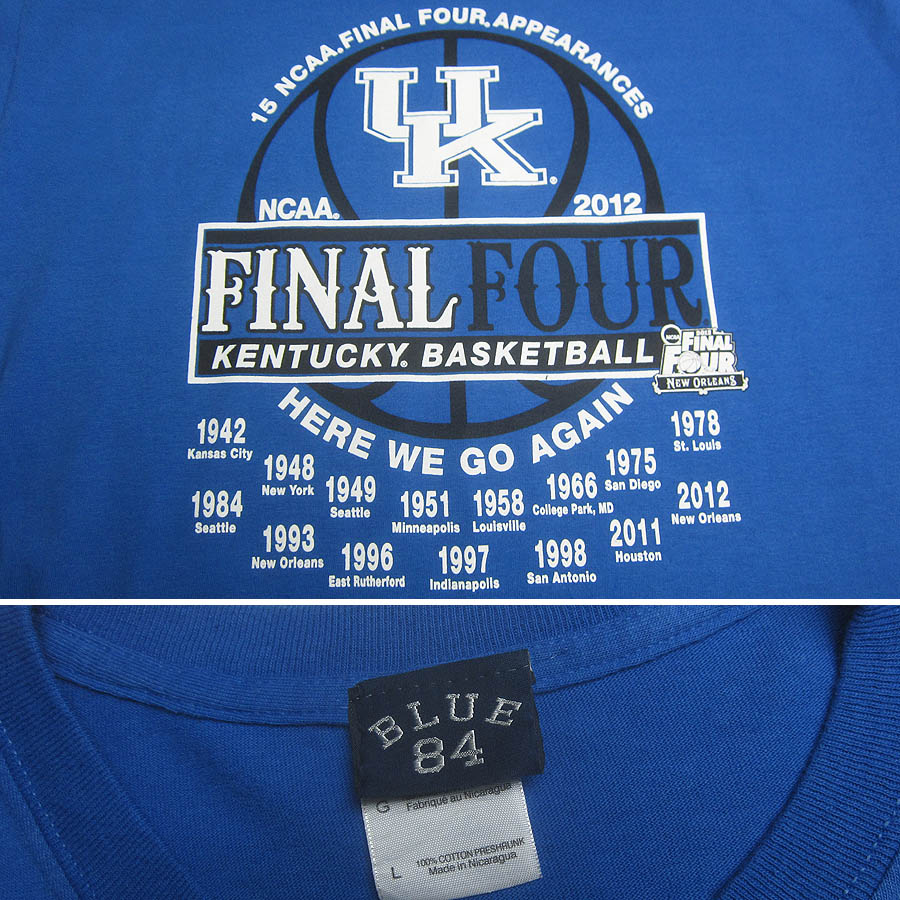 15 NCAA® FINAL FOUR® APPEARANCES
UK®
NCAA® 2012
FINAL FOUR®
KENTUCKY® BASKETBALL
NCAA 2012
FINAL
FOUR
NEW ORLEANS
HERE WE GO AGAIN
1942
Kansas City
1948
New York
1949
Seattle
1951
Minneapolis
1958
Louisville
1966
College Park, MD
1975
San Diego
1978
St. Louis
1984
Seattle
1993
New Orleans
1996
East Rutherford
1997
Indianapolis
1998
San Antonio
2011
Houston
2012
New Orleans
BLUE
84
G
Fabriqué au Nicaragua
100% COTTON PRESHRUNK
L Made in Nicaragua